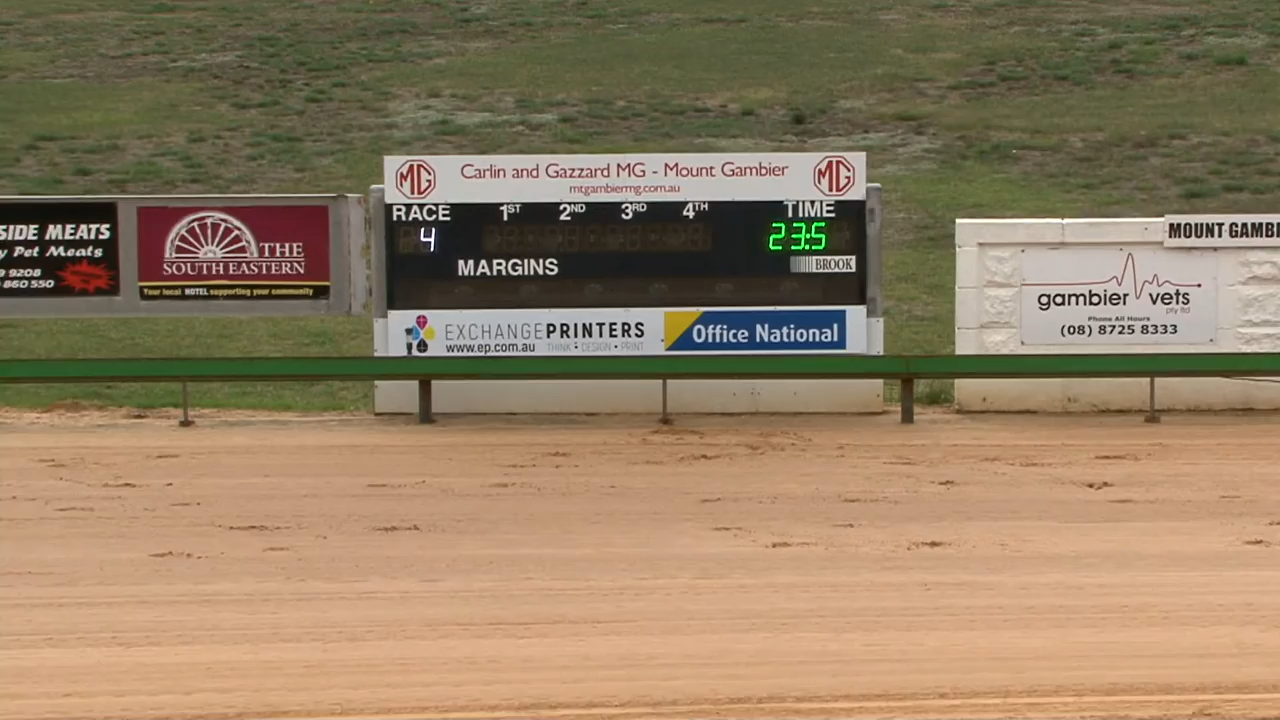 SIDE MEATS
y Pet Meats
9 9208
860 550
THE
SOUTH EASTERN
Your local HOTEL supporting your community
MG Carlin and Gazzard MG - Mount Gambier MG
mtgambiermg.com.au
RACE 1ST 2ND 3RD 4TH TIME
4 23:5
MARGINS BROOK
EXCHANGEPRINTERS
www.ep.com.au THINK • DESIGN • PRINT
Office National
MOUNT GAMBI
gambier vets
pty ltd
Phone All Hours
(08) 8725 8333